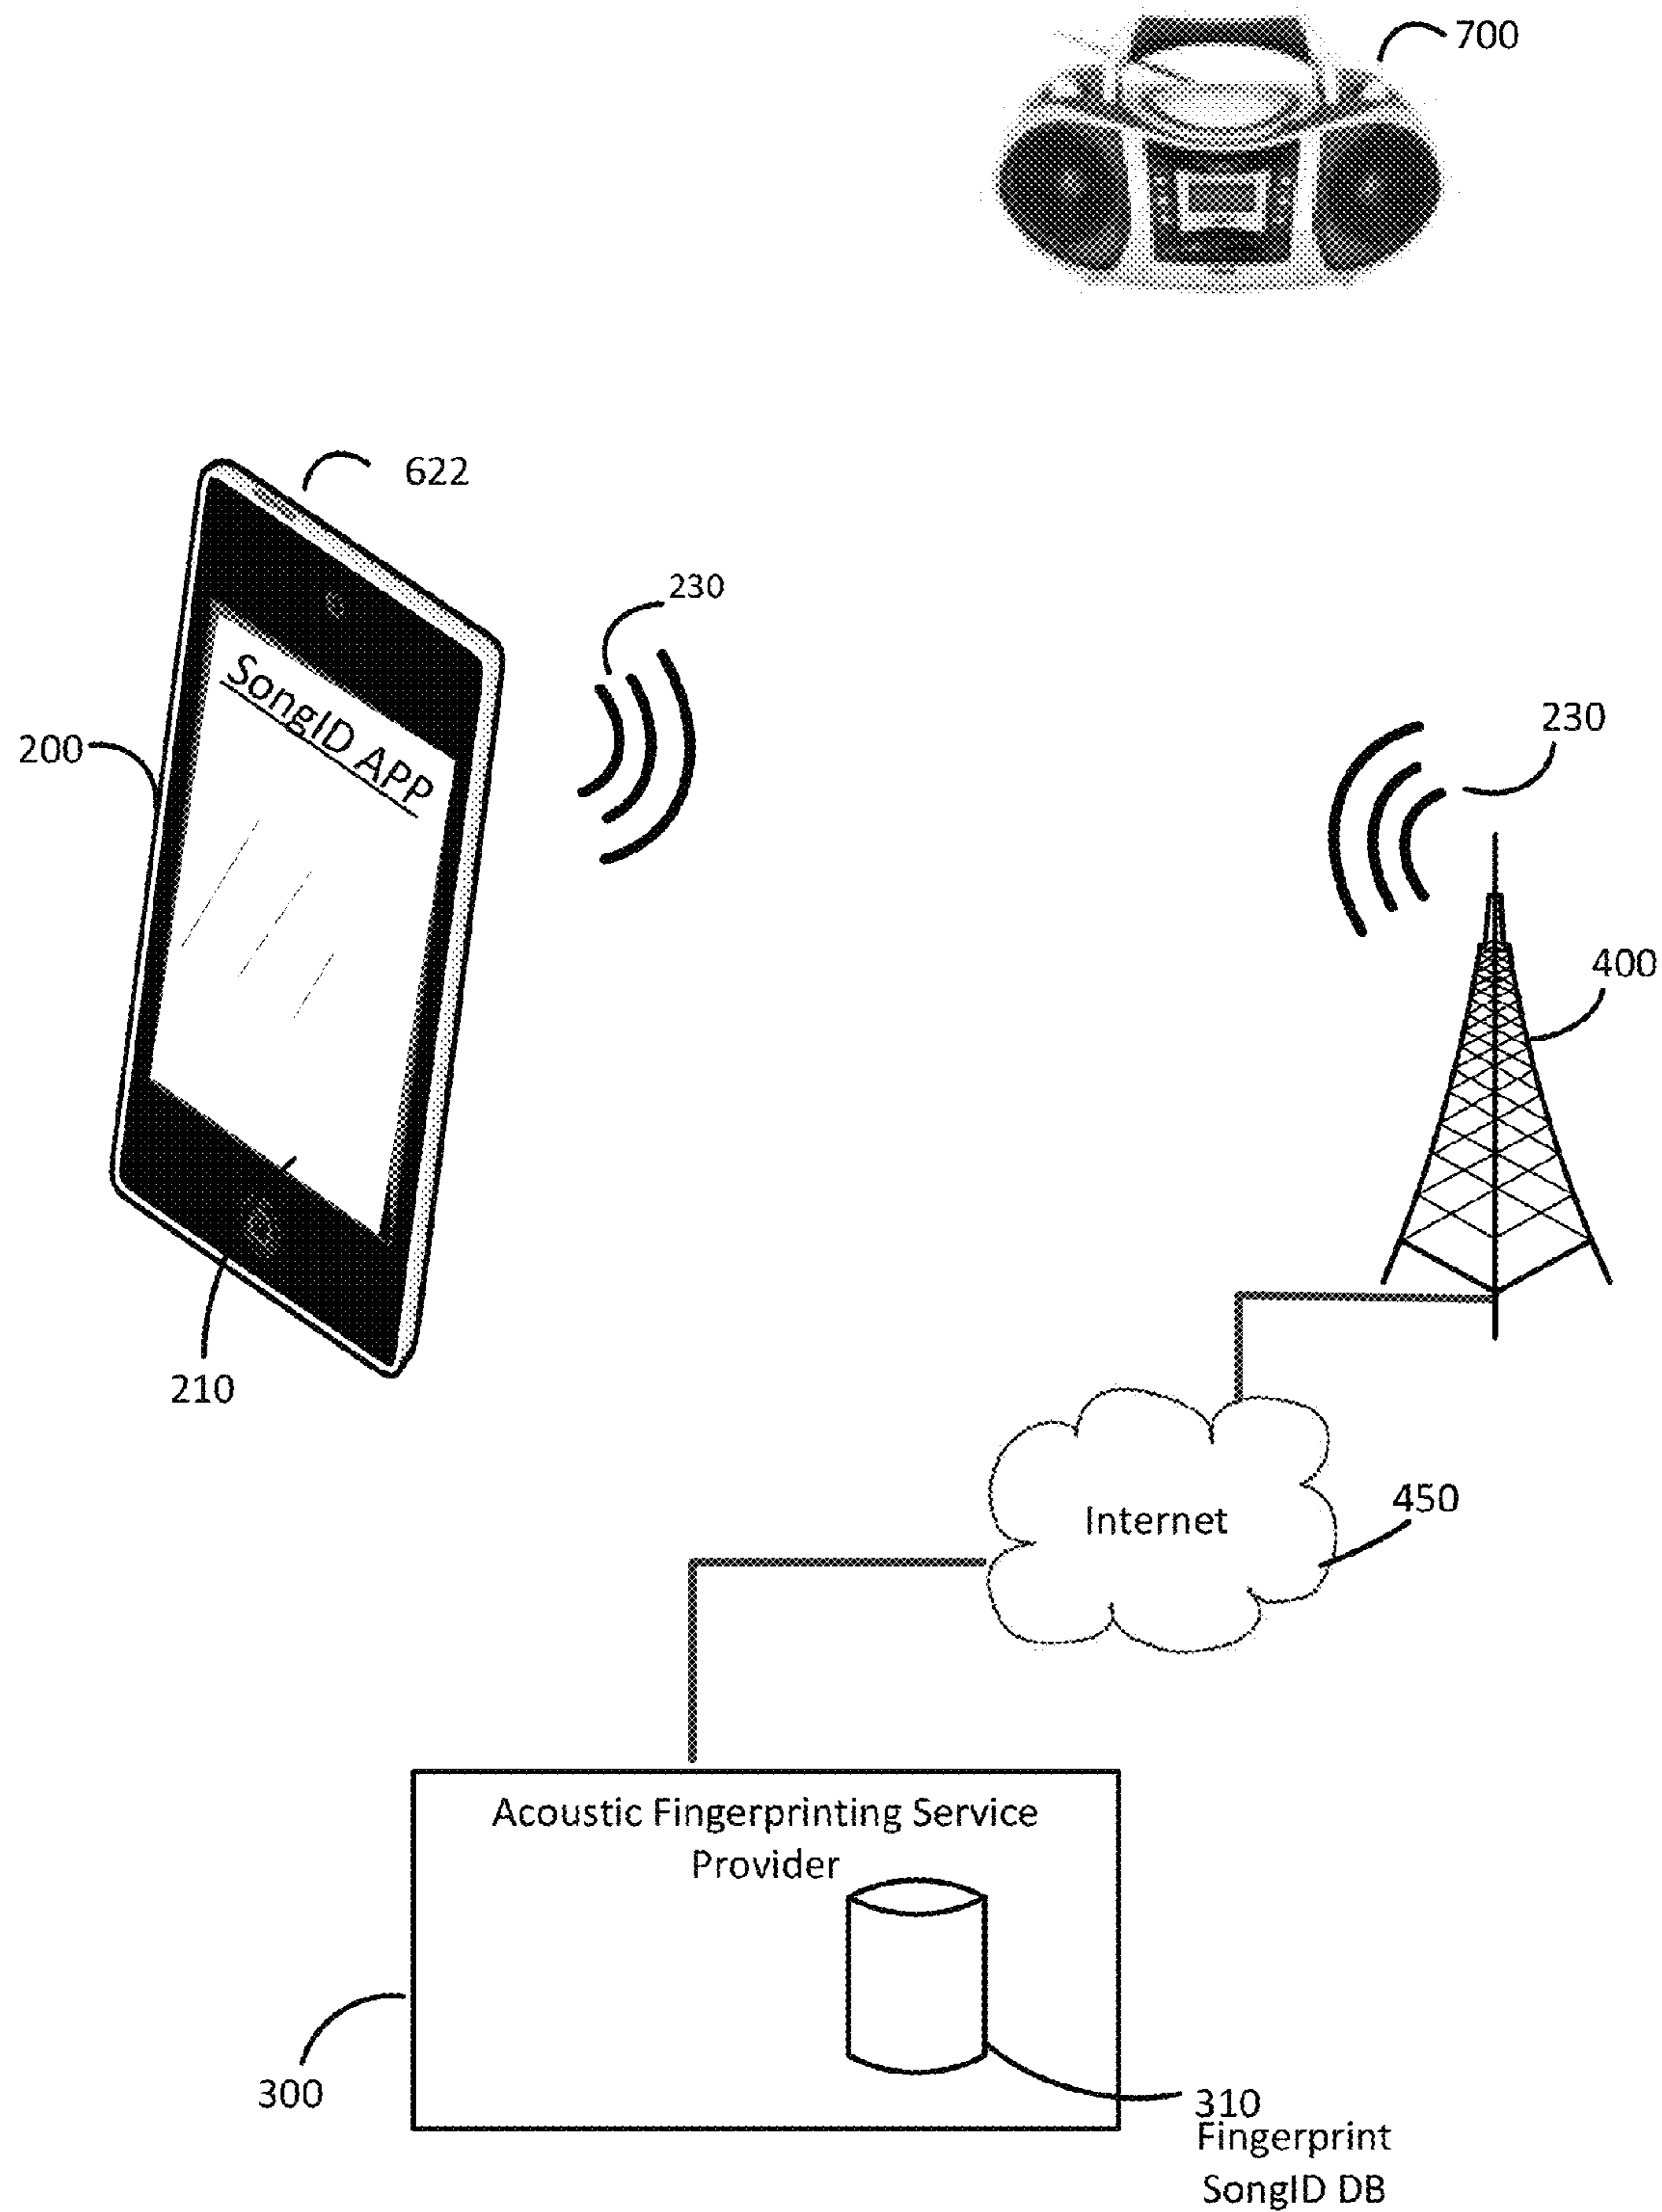 700
622
230
SongID APP
230
200
400
210
450
Internet
Acoustic Fingerprinting Service
Provider
300
310
Fingerprint
SongID DB